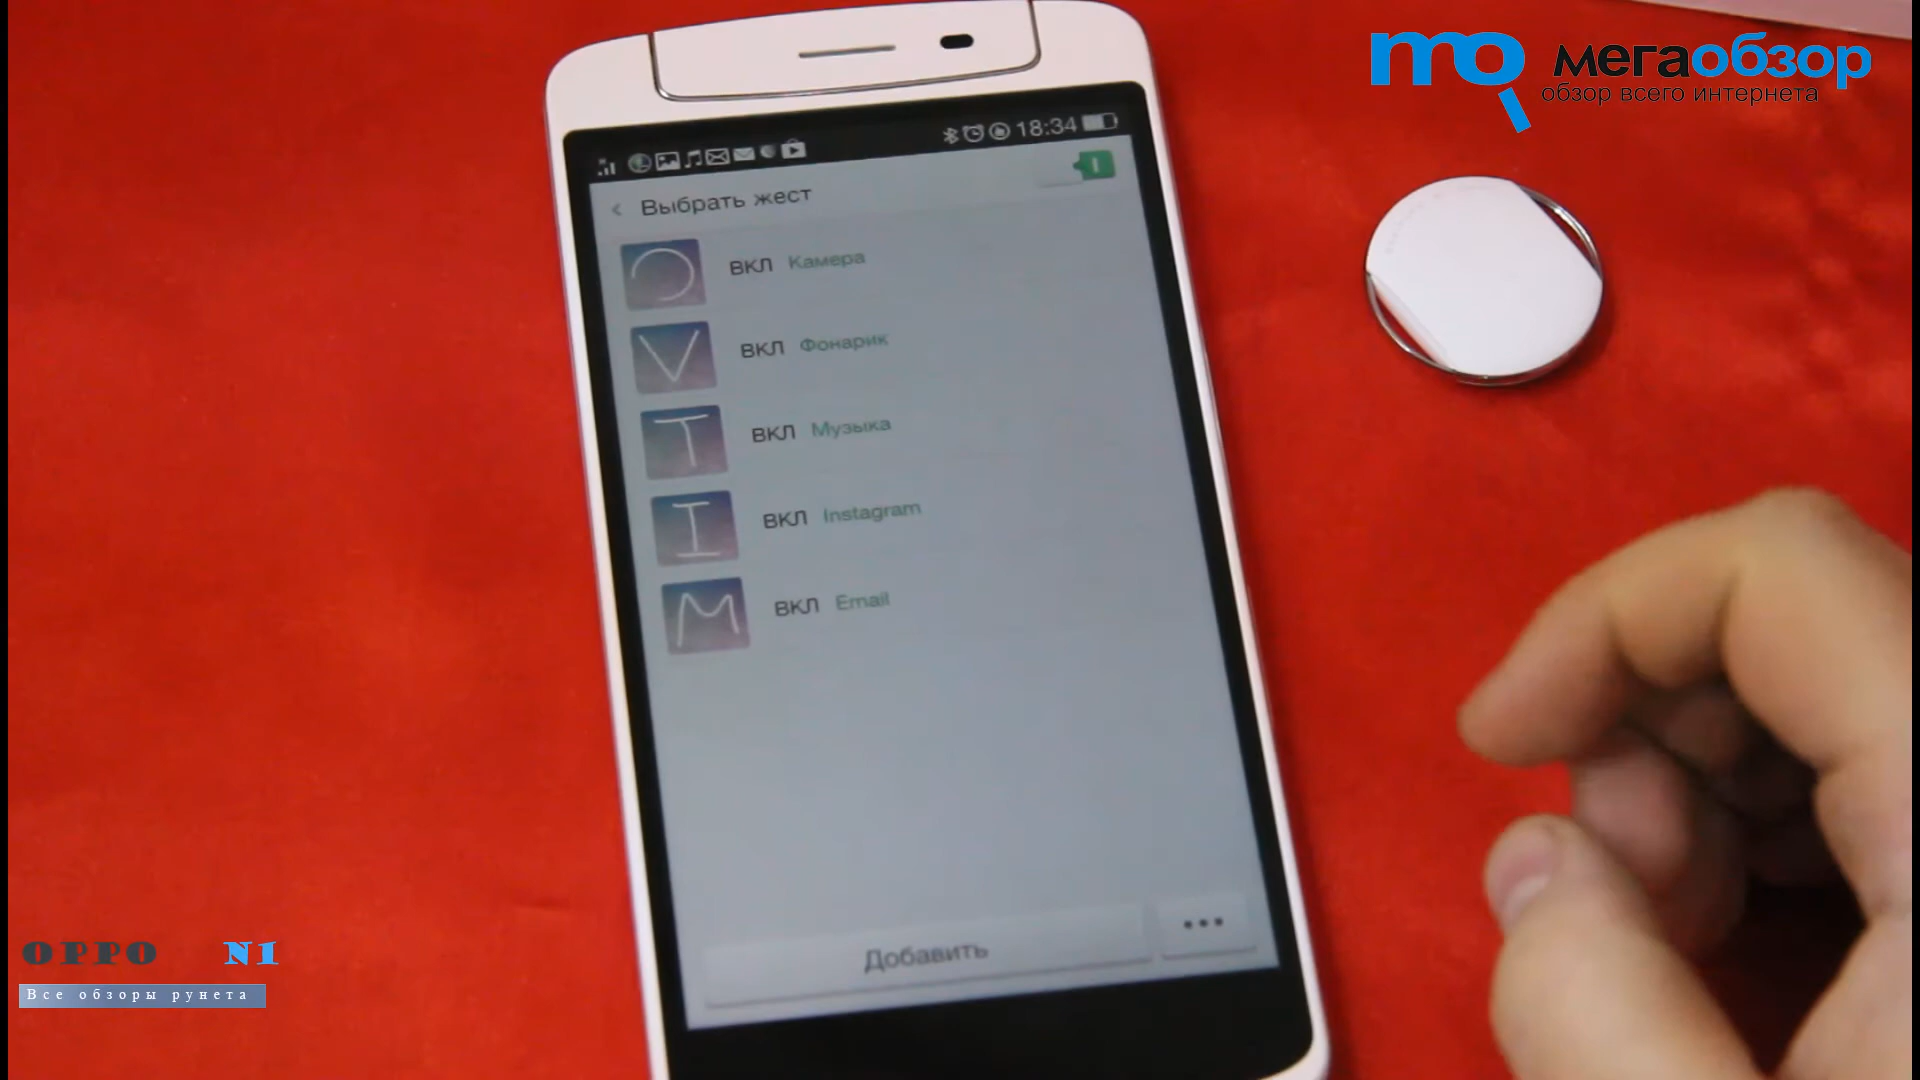 mo мегаобзор
обзор всего интернета
18:34
Выбрать жест
ВКЛ Камера
V ВКЛ Фонарик
T ВКЛ Музыка
I ВКЛ Instagram
M ВКЛ Email
Добавить
OPPO N1
Все обзоры рунета